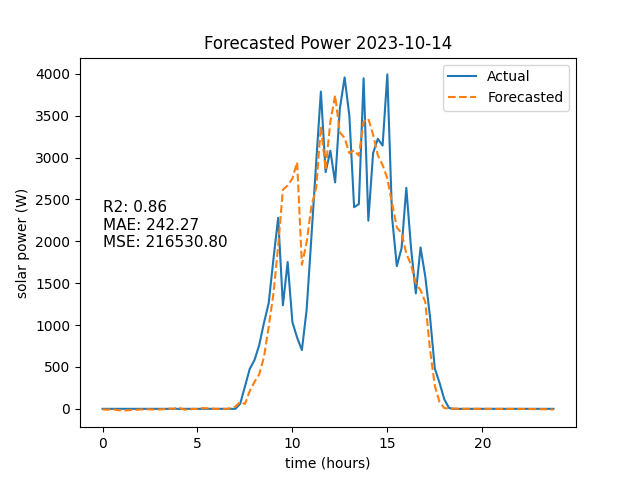 Forecasted Power 2023-10-14
Actual
Forecasted
R2: 0.86
MAE: 242.27
MSE: 216530.80
solar power (W)
4000
3500
3000
2500
2000
1500
1000
500
0
0 5 10 15 20
time (hours)